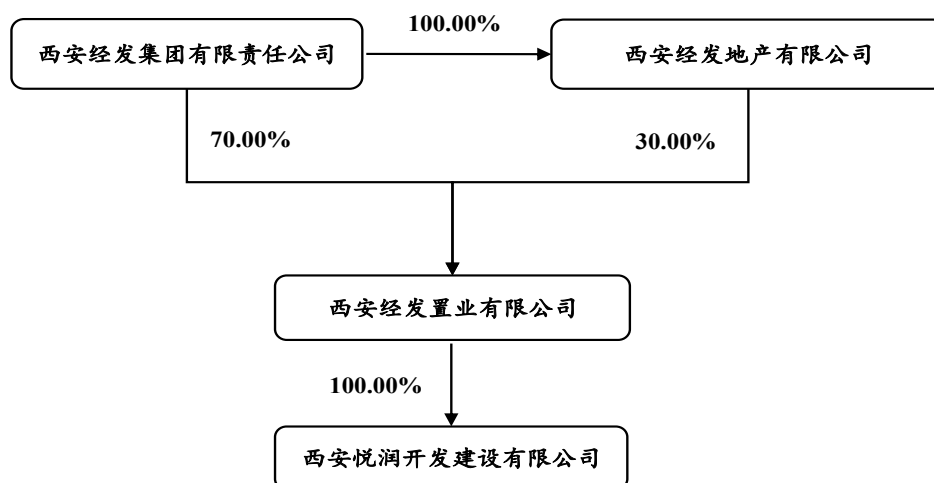 100.00%
西安经发集团有限责任公司
西安经发地产有限公司
70.00%
30.00%
西安经发置业有限公司
100.00%
西安悦润开发建设有限公司